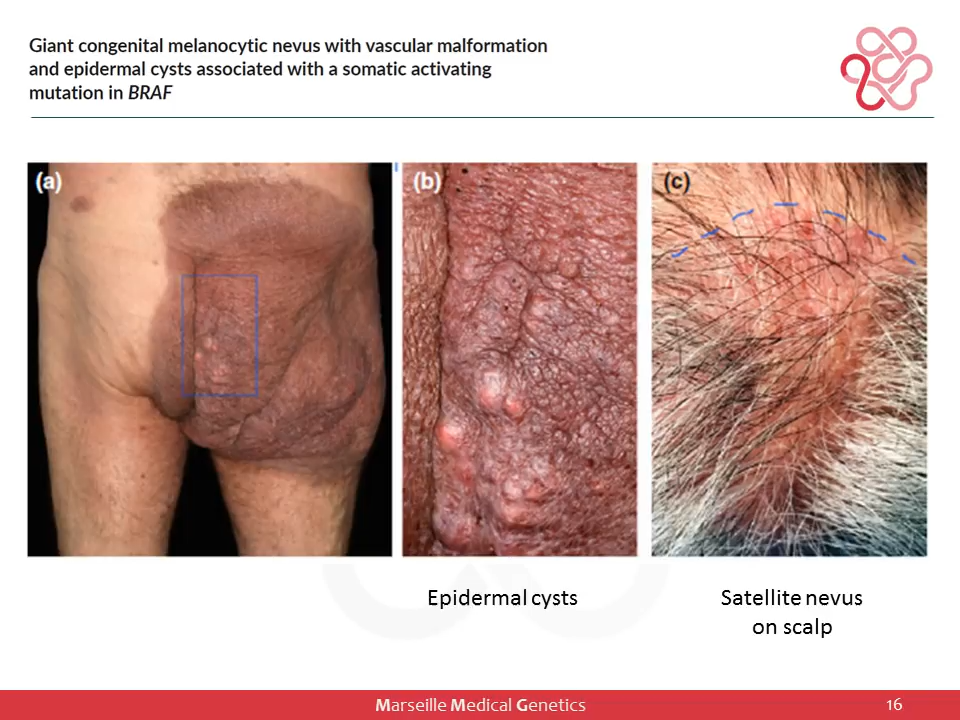 Giant congenital melanocytic nevus with vascular malformation
and epidermal cysts associated with a somatic activating
mutation in BRAF
(a)
(b)
(c)
Epidermal cysts
Satellite nevus
on scalp
Marseille Medical Genetics
16